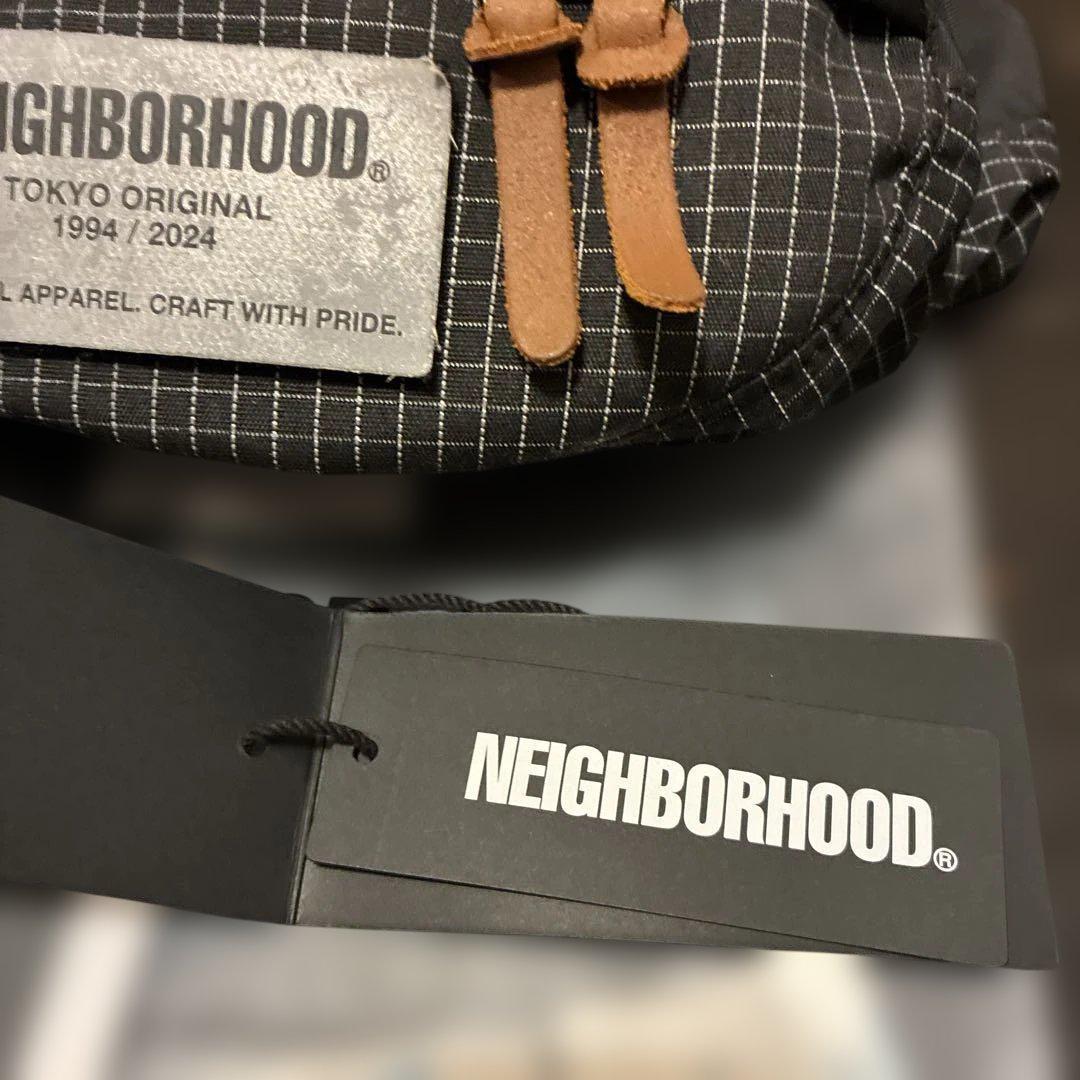 IGHBORHOOD®
TOKYO ORIGINAL
1994 / 2024
L APPAREL. CRAFT WITH PRIDE.
NEIGHBORHOOD®